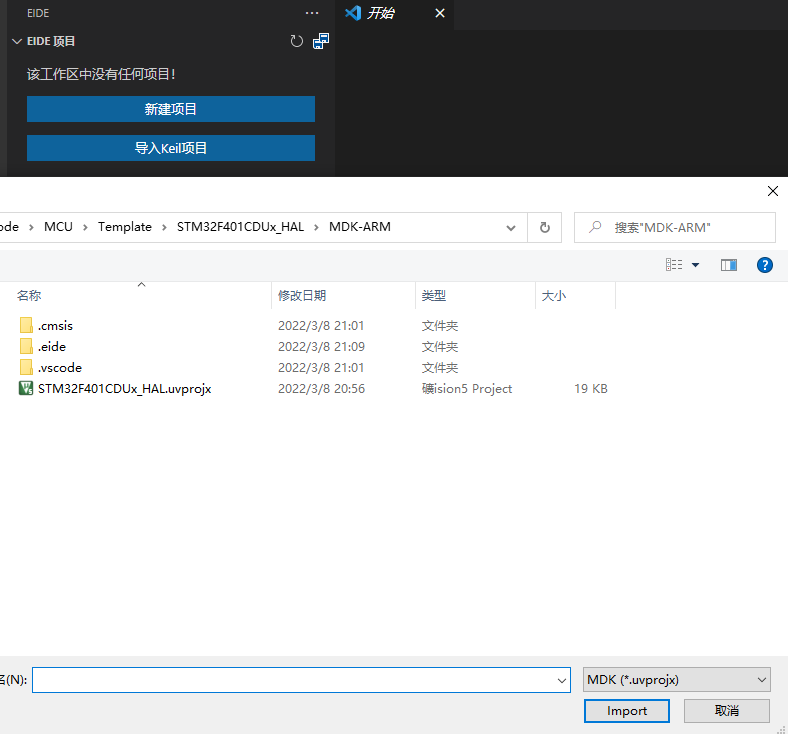 EIDE
开始
EIDE 项目
该工作区中没有任何项目!
新建项目
导入Keil项目
ode > MCU > Template > STM32F401CDUx_HAL > MDK-ARM
搜索"MDK-ARM"
名称 修改日期 类型 大小
.cmsis 2022/3/8 21:01 文件夹
.eide 2022/3/8 21:09 文件夹
.vscode 2022/3/8 21:01 文件夹
STM32F401CDUx_HAL.uvprojx 2022/3/8 20:56 礦ision5 Project 19 KB
名(N):
MDK (*.uvprojx)
Import
取消